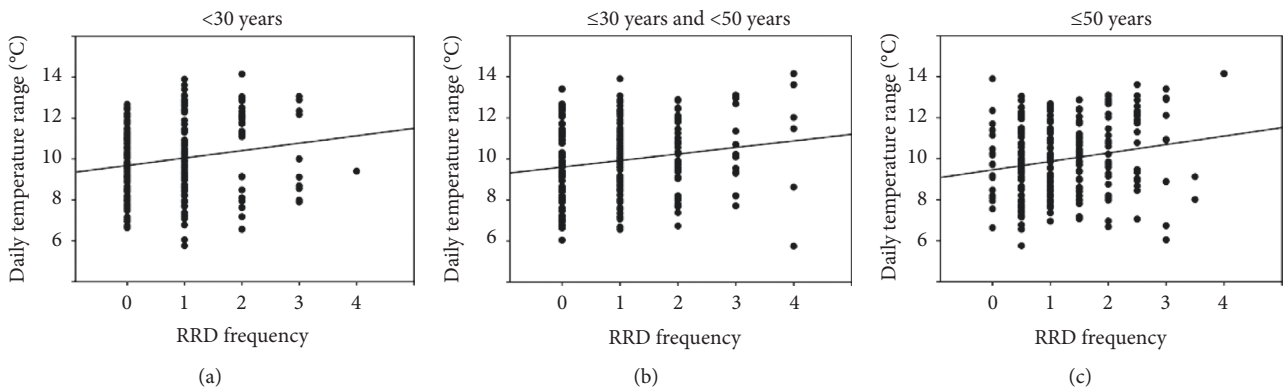 <30 years
Daily temperature range (°C)
14
12
10
8
6
0 1 2 3 4
RRD frequency
(a)
≤30 years and <50 years
Daily temperature range (°C)
14
12
10
8
6
0 1 2 3 4
RRD frequency
(b)
≤50 years
Daily temperature range (°C)
14
12
10
8
6
0 1 2 3 4
RRD frequency
(c)